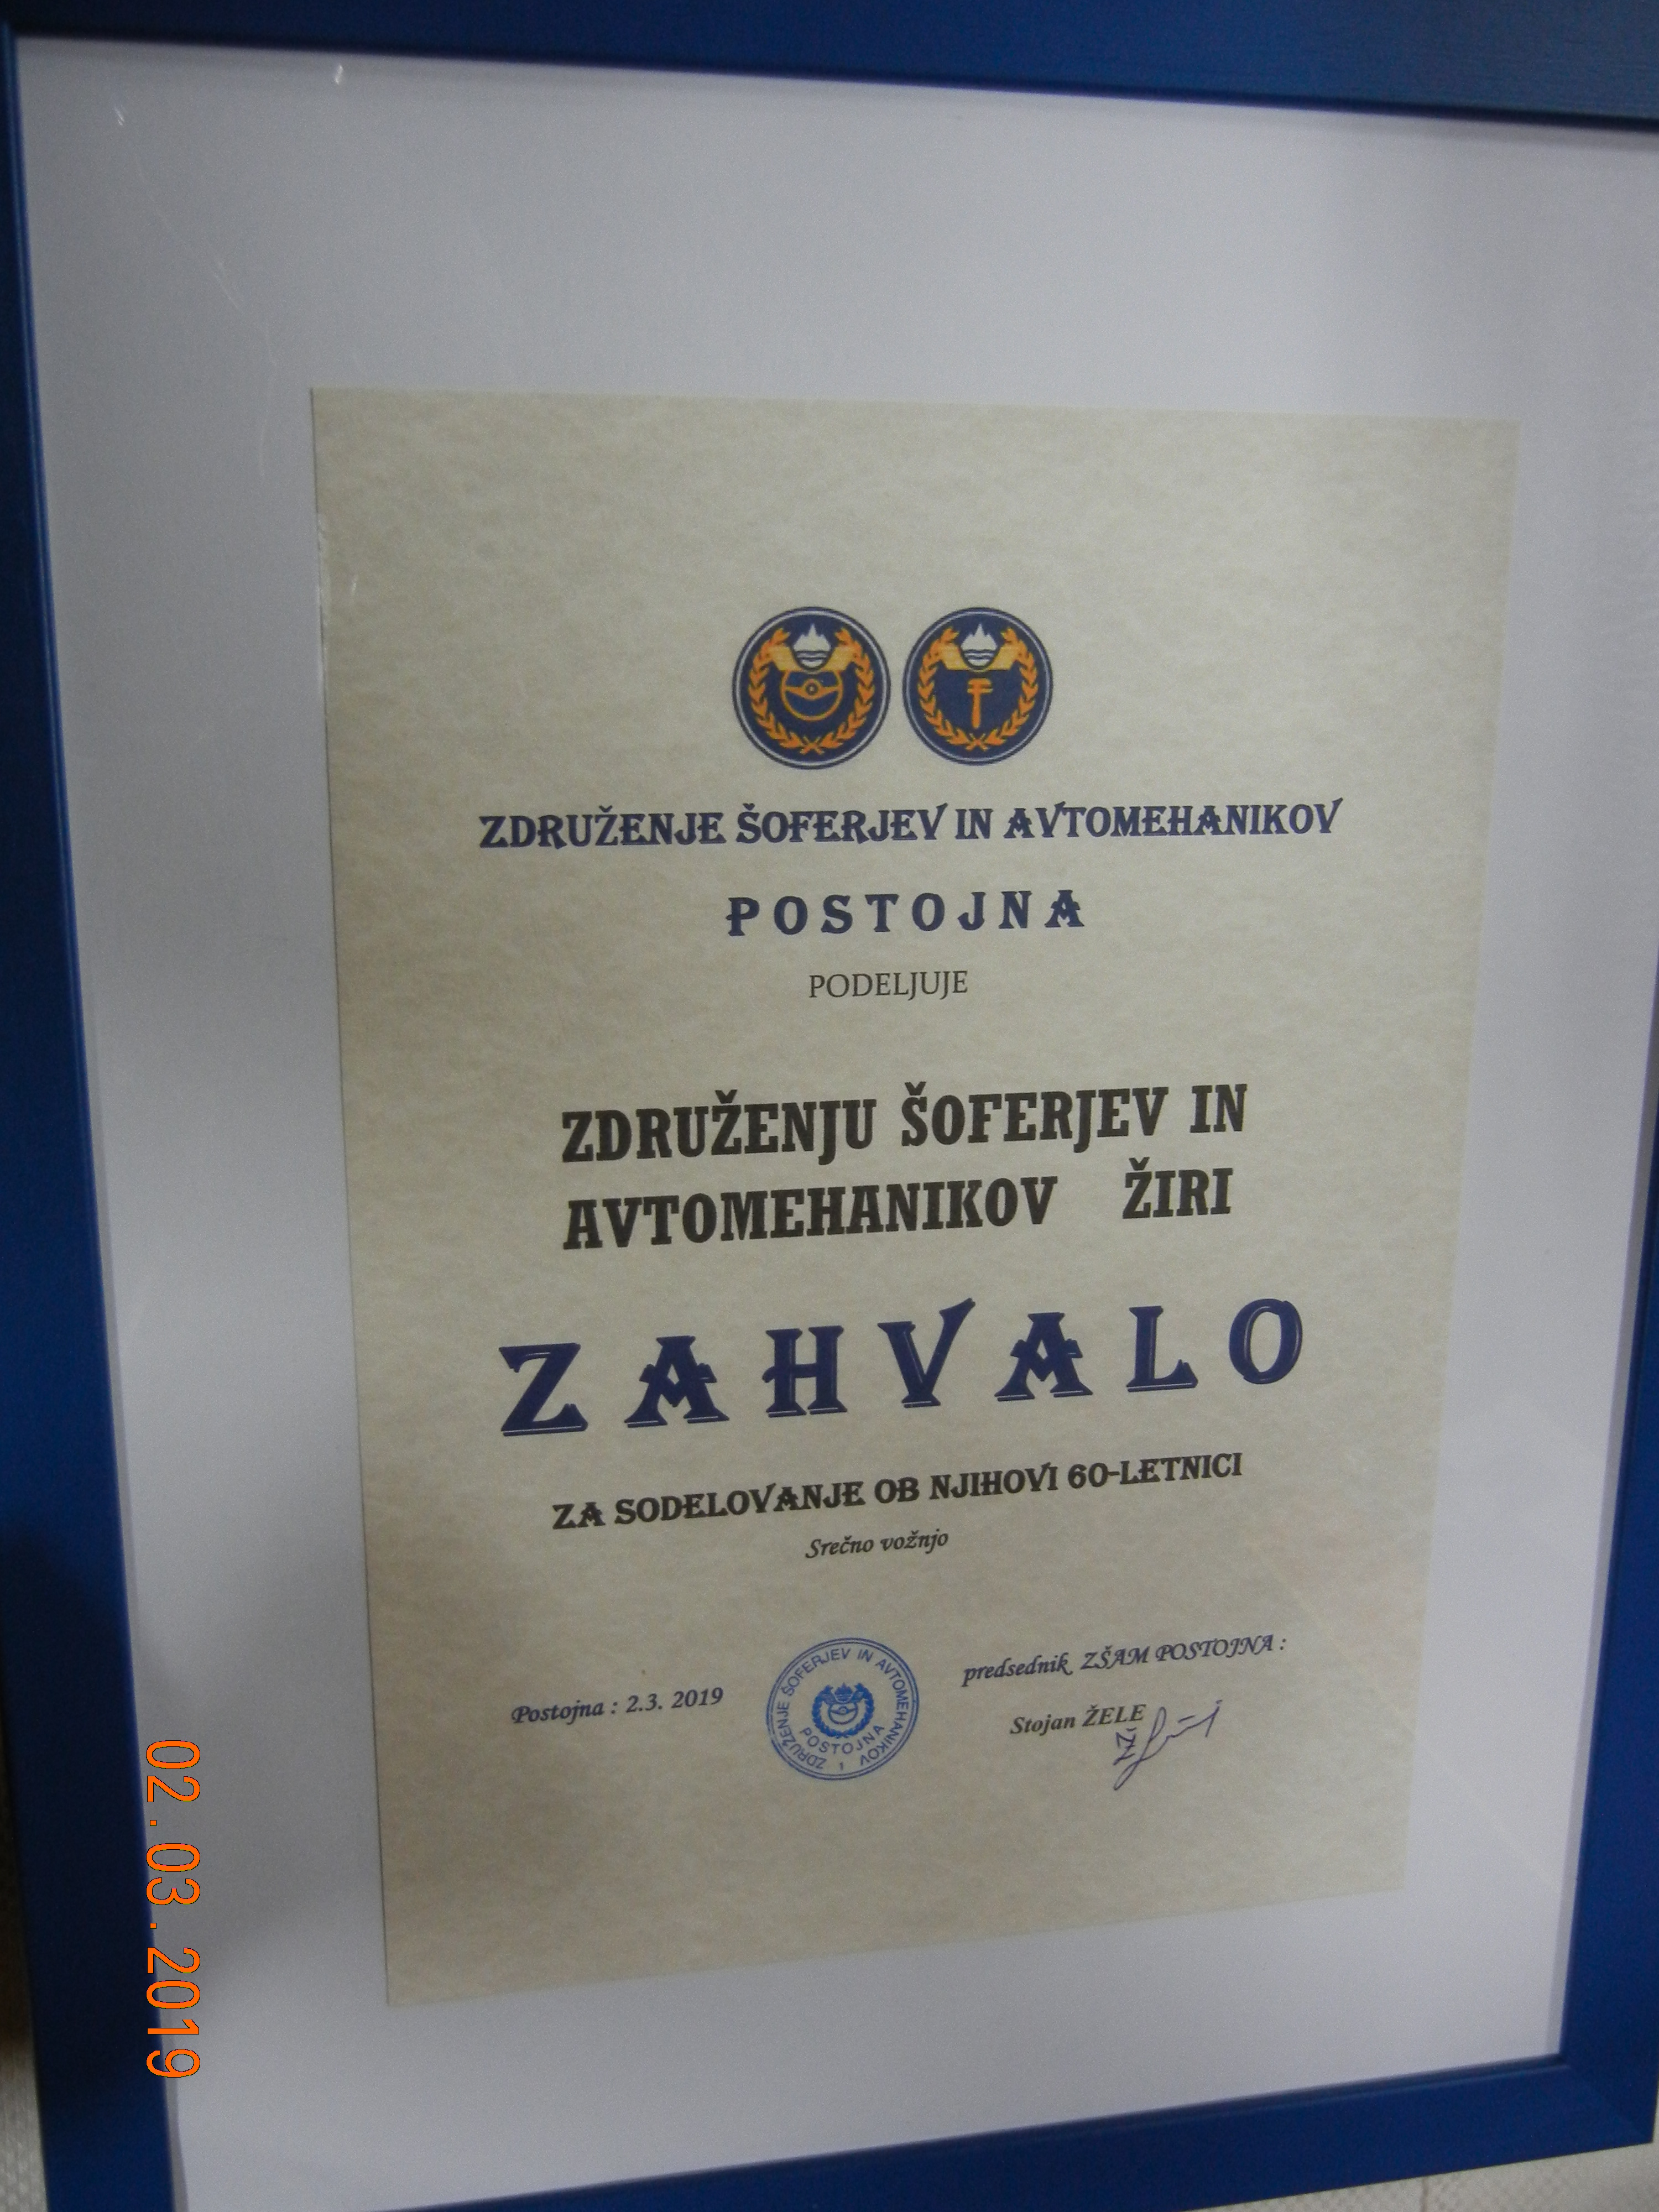 ZDRUŽENJE ŠOFERJEV IN AVTOMEHANIKOV
POSTOJNA
PODELJUJE
ZDRUŽENJU ŠOFERJEV IN
AVTOMEHANIKOV ŽIRI
ZAHVALO
ZA SODELOVANJE OB NJIHOVI 60-LETNICI
Srečno vožnjo
Postojna : 2.3. 2019
ZDRUŽENJE ŠOFERJEV IN AVTOMEHANIKOV
POSTOJNA
1
predsednik ZŠAM POSTOJNA :
Stojan ŽELE
02.03.2019